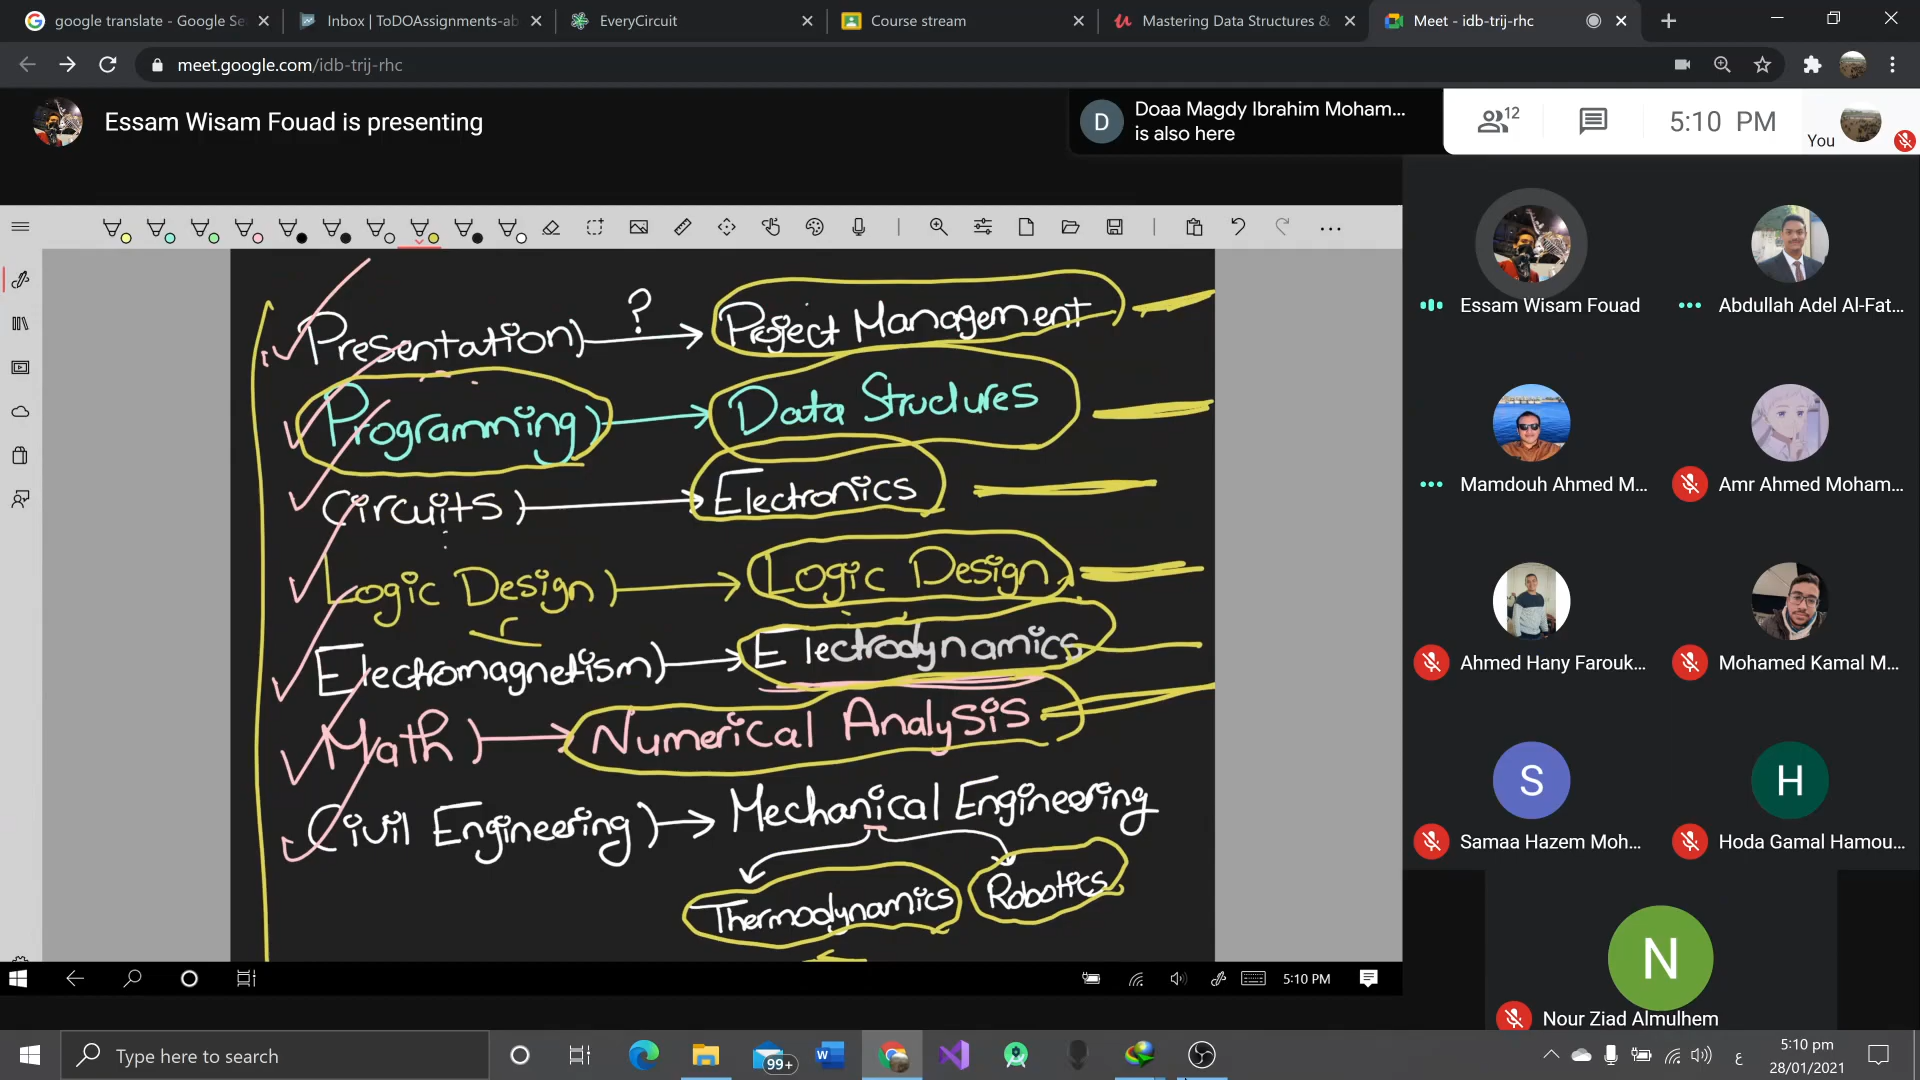 google translate - Google Se
Inbox | ToDOAssignments-ab
EveryCircuit
Course stream
Mastering Data Structures &
Meet - idb-trij-rhc
meet.google.com/idb-trij-rhc
Essam Wisam Fouad is presenting
D
Doaa Magdy Ibrahim Moham...
is also here
12
5:10 PM
You
Presentation) ? Project Management
Programming) Data Structures
Circuits) Electronics
Logic Design) Logic Design
Electromagnetism) Electrodynamics
Math) Numerical Analysis
Civil Engineering) Mechanical Engineering
Thermodynamics Robotics
Essam Wisam Fouad
Abdullah Adel Al-Fat...
Mamdouh Ahmed M...
Amr Ahmed Moham...
Ahmed Hany Farouk...
Mohamed Kamal M...
S
H
Samaa Hazem Moh...
Hoda Gamal Hamou...
N
Nour Ziad Almulhem
5:10 PM
Type here to search
99+
ع
5:10 pm
28/01/2021